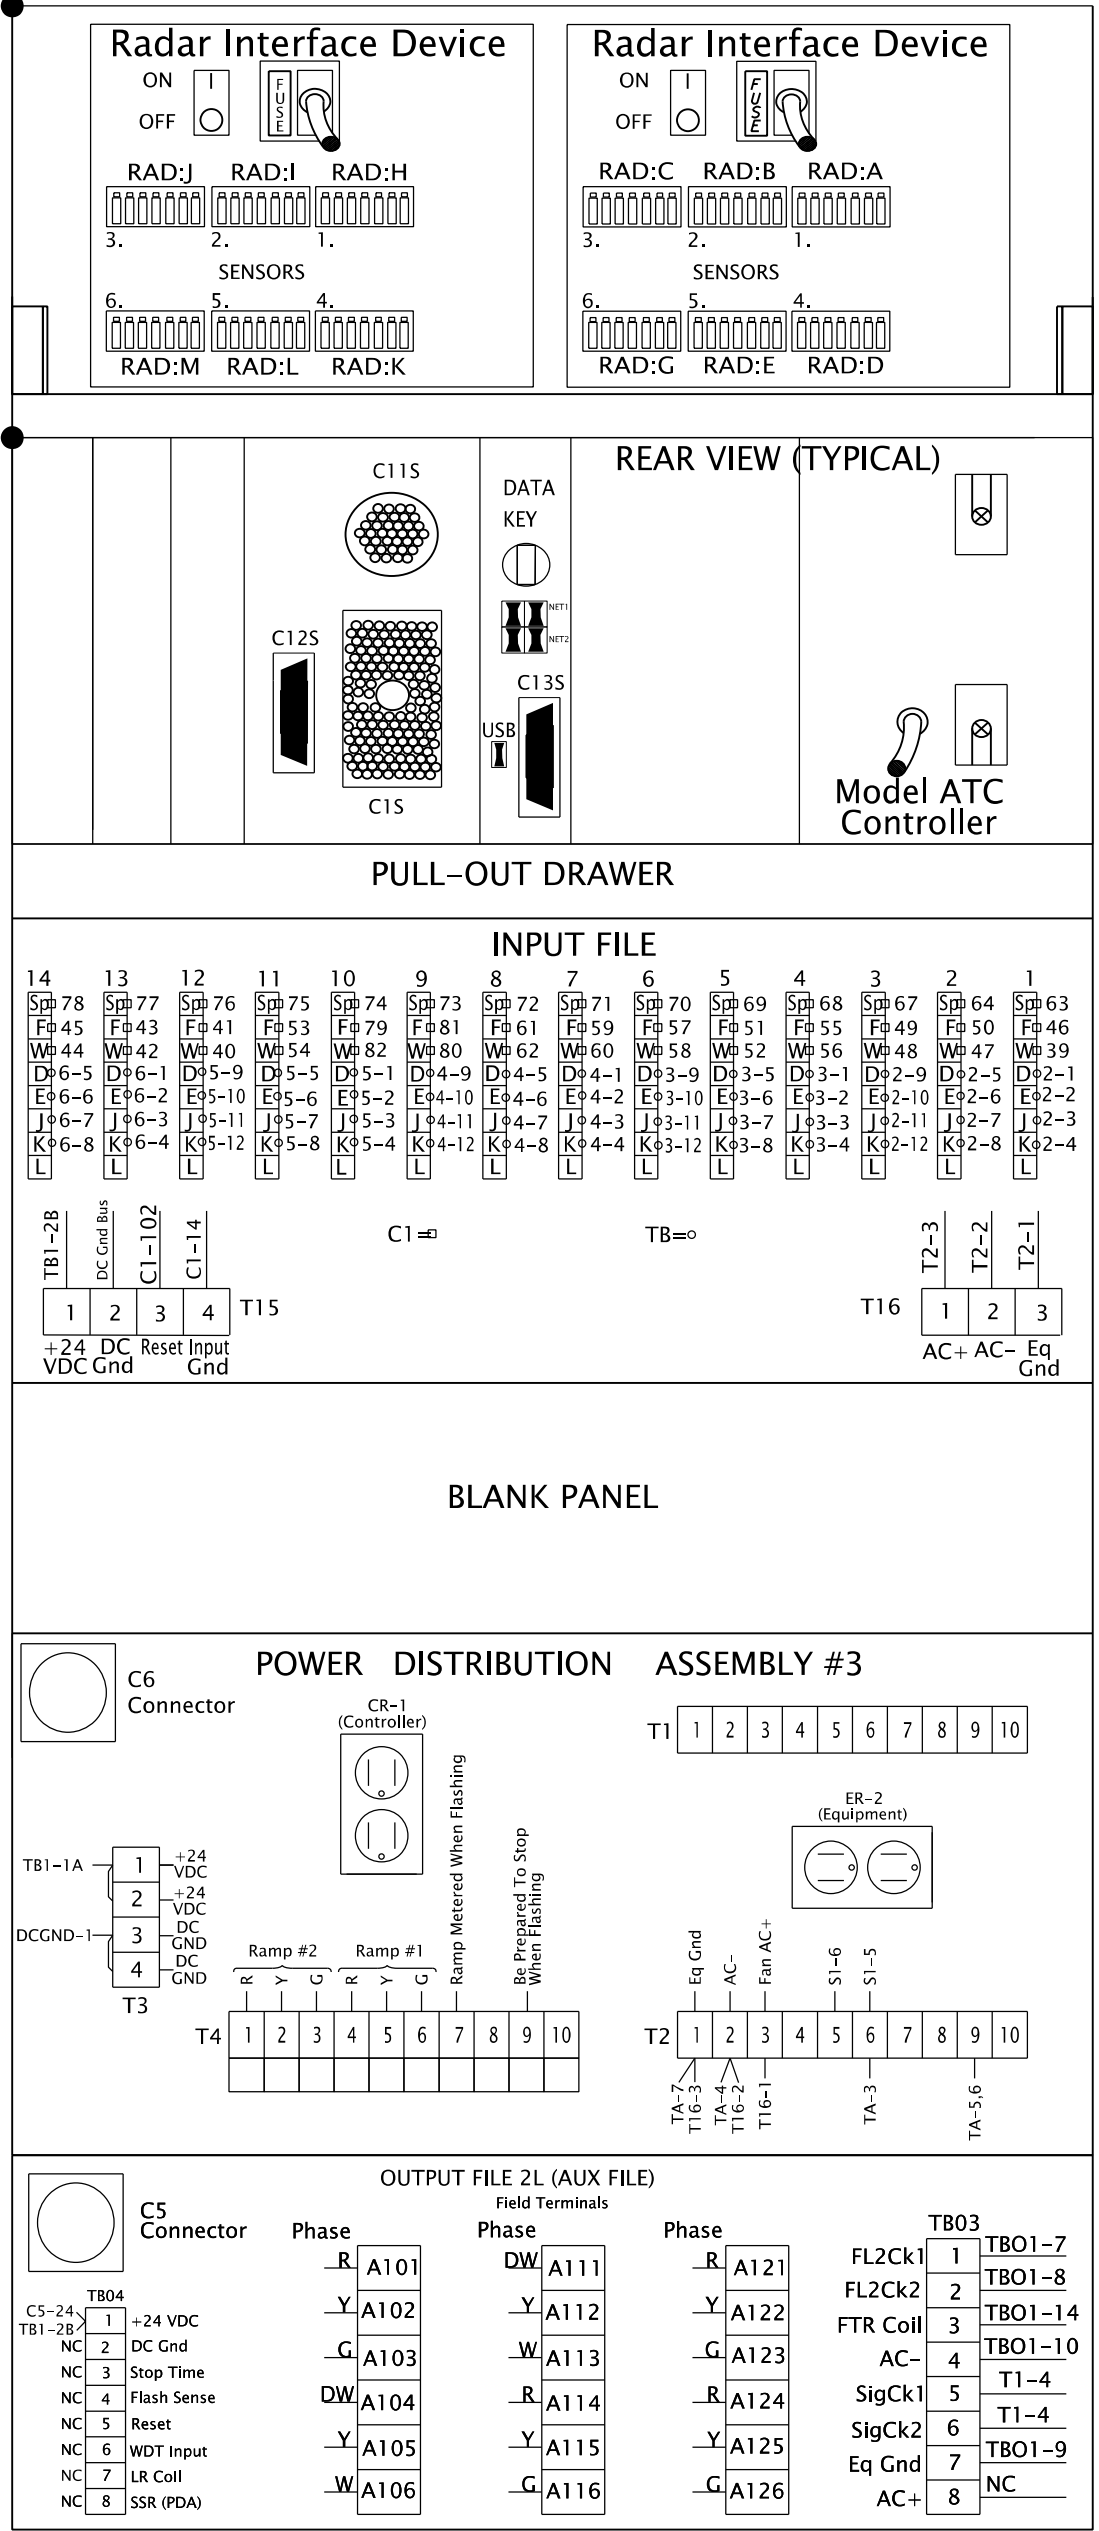 Radar Interface Device Radar Interface Device
ON I FUSE ON I FUSE
OFF OFF
RAD:J RAD:I RAD:H RAD:C RAD:B RAD:A
3. 2. 1. 3. 2. 1.
SENSORS SENSORS
6. 5. 4. 6. 5. 4.
RAD:M RAD:L RAD:K RAD:G RAD:E RAD:D
REAR VIEW (TYPICAL)
C11S
DATA
KEY
NET1
C12S NET2
C13S
USB
C1S
Model ATC
Controller
PULL-OUT DRAWER
INPUT FILE
14 13 12 11 10 9 8 7 6 5 4 3 2 1
Sp 78 Sp 77 Sp 76 Sp 75 Sp 74 Sp 73 Sp 72 Sp 71 Sp 70 Sp 69 Sp 68 Sp 67 Sp 64 Sp 63
F 45 F 43 F 41 F 53 F 79 F 81 F 61 F 59 F 57 F 51 F 55 F 49 F 50 F 46
W 44 W 42 W 40 W 54 W 82 W 80 W 62 W 60 W 58 W 52 W 56 W 48 W 47 W 39
D 6-5 D 6-1 D 5-9 D 5-5 D 5-1 D 4-9 D 4-5 D 4-1 D 3-9 D 3-5 D 3-1 D 2-9 D 2-5 D 2-1
E 6-6 E 6-2 E 5-10 E 5-6 E 5-2 E 4-10 E 4-6 E 4-2 E 3-10 E 3-6 E 3-2 E 2-10 E 2-6 E 2-2
J 6-7 J 6-3 J 5-11 J 5-7 J 5-3 J 4-11 J 4-7 J 4-3 J 3-11 J 3-7 J 3-3 J 2-11 J 2-7 J 2-3
K 6-8 K 6-4 K 5-12 K 5-8 K 5-4 K 4-12 K 4-8 K 4-4 K 3-12 K 3-8 K 3-4 K 2-12 K 2-8 K 2-4
L L L L L L L L L L L L L L
TB1-2B DC Gnd Bus C1-102 C1-14 C1= TB= T2-3 T2-2 T2-1
1 2 3 4 T15 T16 1 2 3
+24 DC Reset Input AC+ AC- Eq
VDC Gnd Gnd Gnd
BLANK PANEL
POWER DISTRIBUTION ASSEMBLY #3
C6
Connector
CR-1
(Controller)
T1 1 2 3 4 5 6 7 8 9 10
ER-2
(Equipment)
TB1-1A 1 +24
VDC
2 +24
VDC
DCGND-1 3 DC
GND
4 DC
GND
T3
Ramp #2 Ramp #1 Ramp Metered When Flashing Be Prepared To Stop
When Flashing
R Y G R Y G
T4 1 2 3 4 5 6 7 8 9 10
Eq Gnd AC- Fan AC+ S1-6 S1-5
T2 1 2 3 4 5 6 7 8 9 10
TA-7 T16-3 TA-4 T16-2 T16-1 TA-3 TA-5,6
OUTPUT FILE 2L (AUX FILE)
Field Terminals
C5
Connector
Phase Phase Phase
R A101 DW A111 R A121
Y A102 Y A112 Y A122
G A103 W A113 G A123
DW A104 R A114 R A124
Y A105 Y A115 Y A125
W A106 G A116 G A126
TB04
C5-24
TB1-2B 1 +24 VDC
NC 2 DC Gnd
NC 3 Stop Time
NC 4 Flash Sense
NC 5 Reset
NC 6 WDT Input
NC 7 LR Coil
NC 8 SSR (PDA)
TB03
FL2Ck1 1 TBO1-7
FL2Ck2 2 TBO1-8
FTR Coil 3 TBO1-14
AC- 4 TBO1-10
SigCk1 5 T1-4
SigCk2 6 T1-4
Eq Gnd 7 TBO1-9
AC+ 8 NC